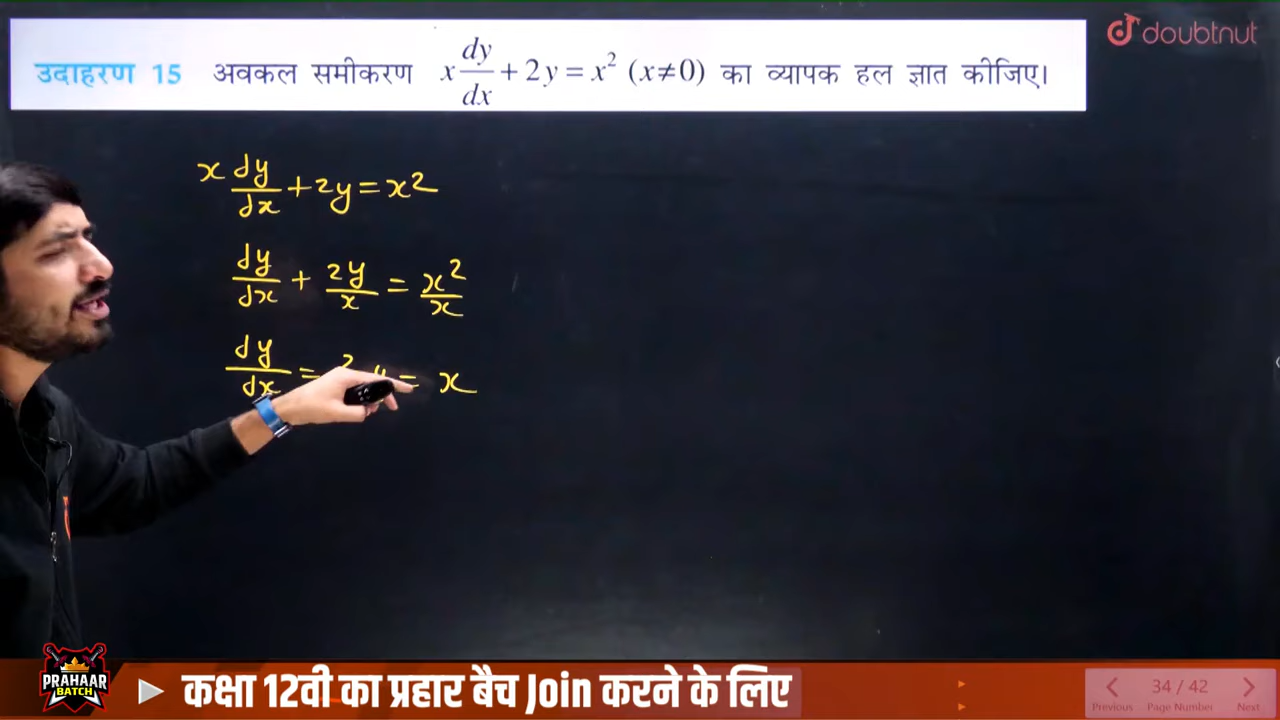 doubtnut
उदाहरण 15 अवकल समीकरण x dy/dx + 2y = x² (x≠0) का व्यापक हल ज्ञात कीजिए।
x dy/dx + 2y = x²
dy/dx + 2y/x = x²/x
dy/dx = 2 y = x
PRAHAAR
BATCH
कक्षा 12वी का प्रहार बैच Join करने के लिए
34 / 42
Previous Page Number Next